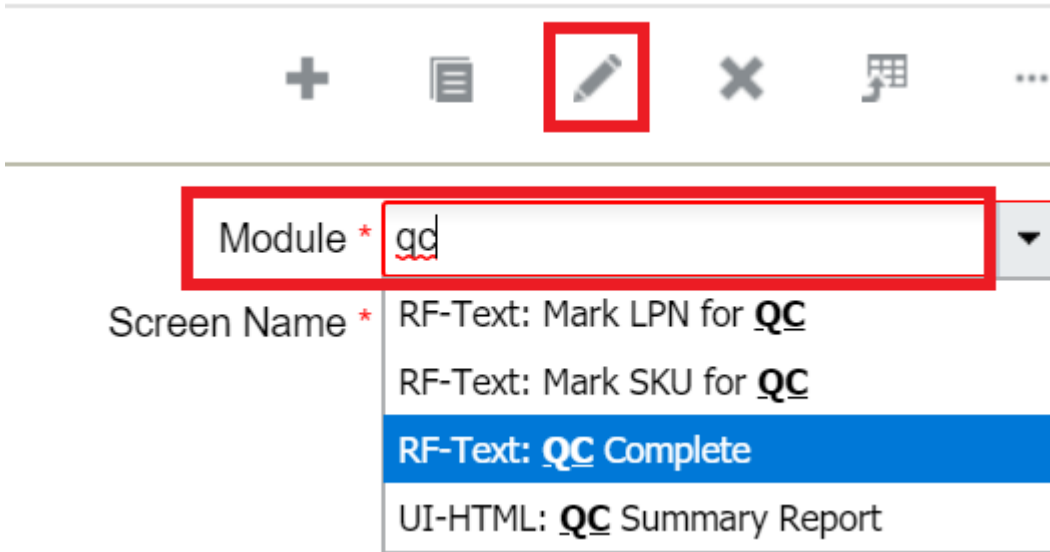 Module * qc
RF-Text: Mark LPN for QC
Screen Name *
RF-Text: Mark SKU for QC
RF-Text: QC Complete
UI-HTML: QC Summary Report